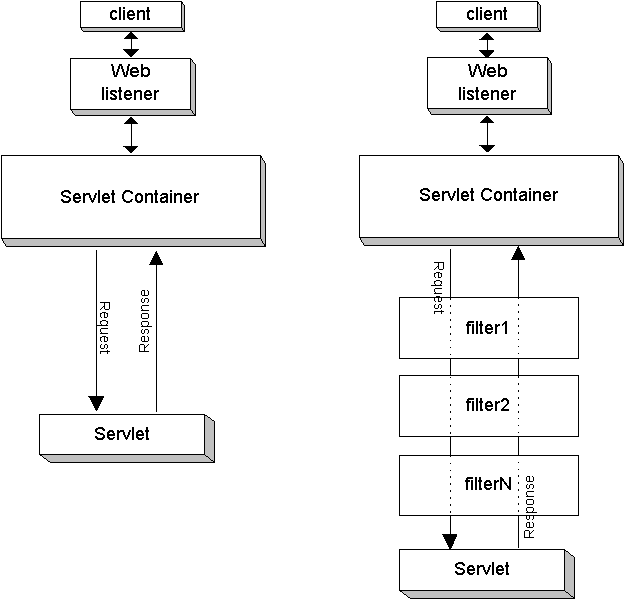 client
Web
listener
Servlet Container
Request
Response
Servlet
client
Web
listener
Servlet Container
Request
filter1
filter2
filterN
Response
Servlet